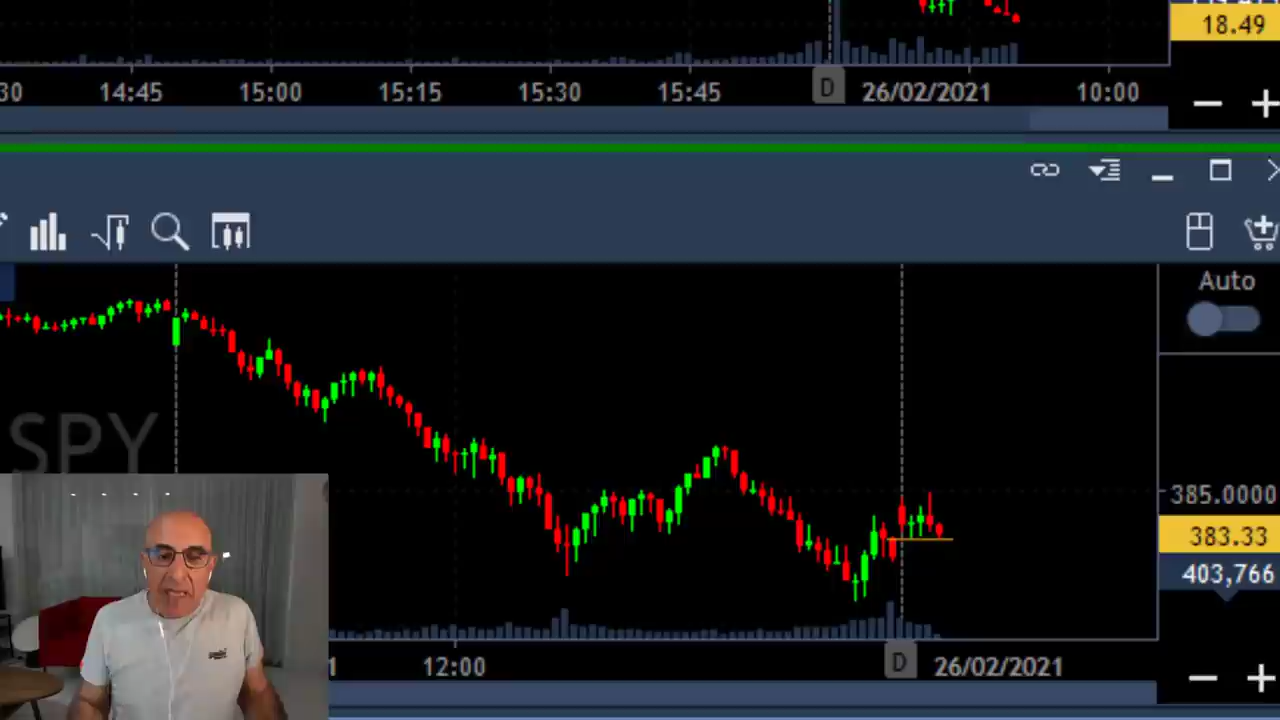 18.49
30 14:45 15:00 15:15 15:30 15:45 D 26/02/2021 10:00
Auto
SPY
385.0000
383.33
403,766
12:00 D 26/02/2021